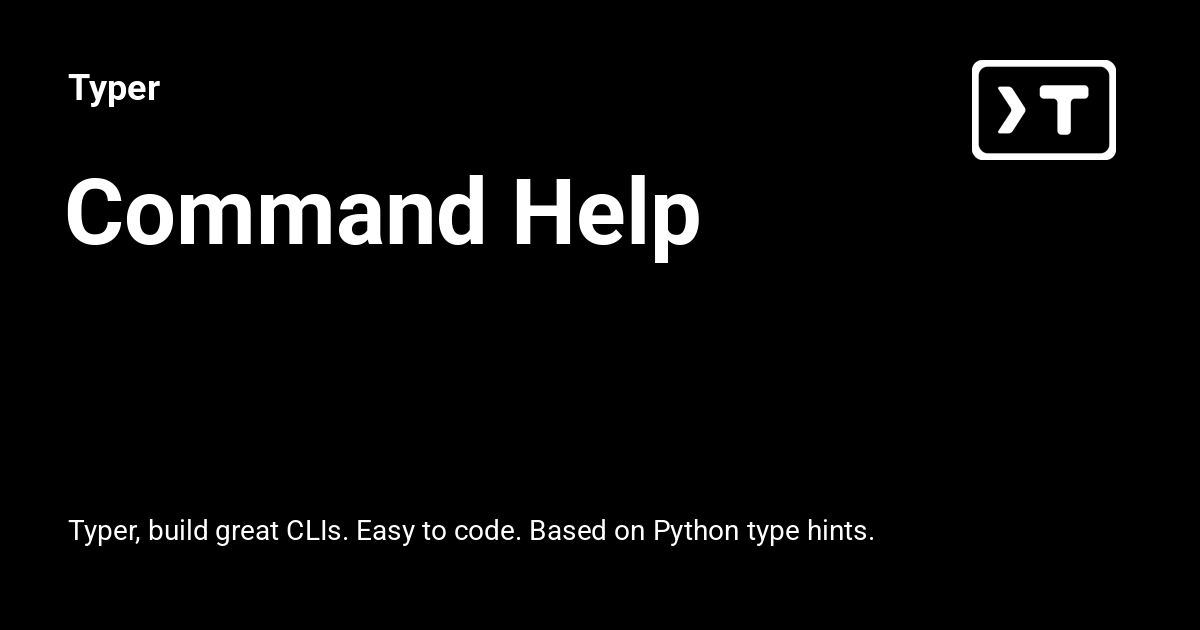 Typer
❯ T
Command Help
Typer, build great CLIs. Easy to code. Based on Python type hints.